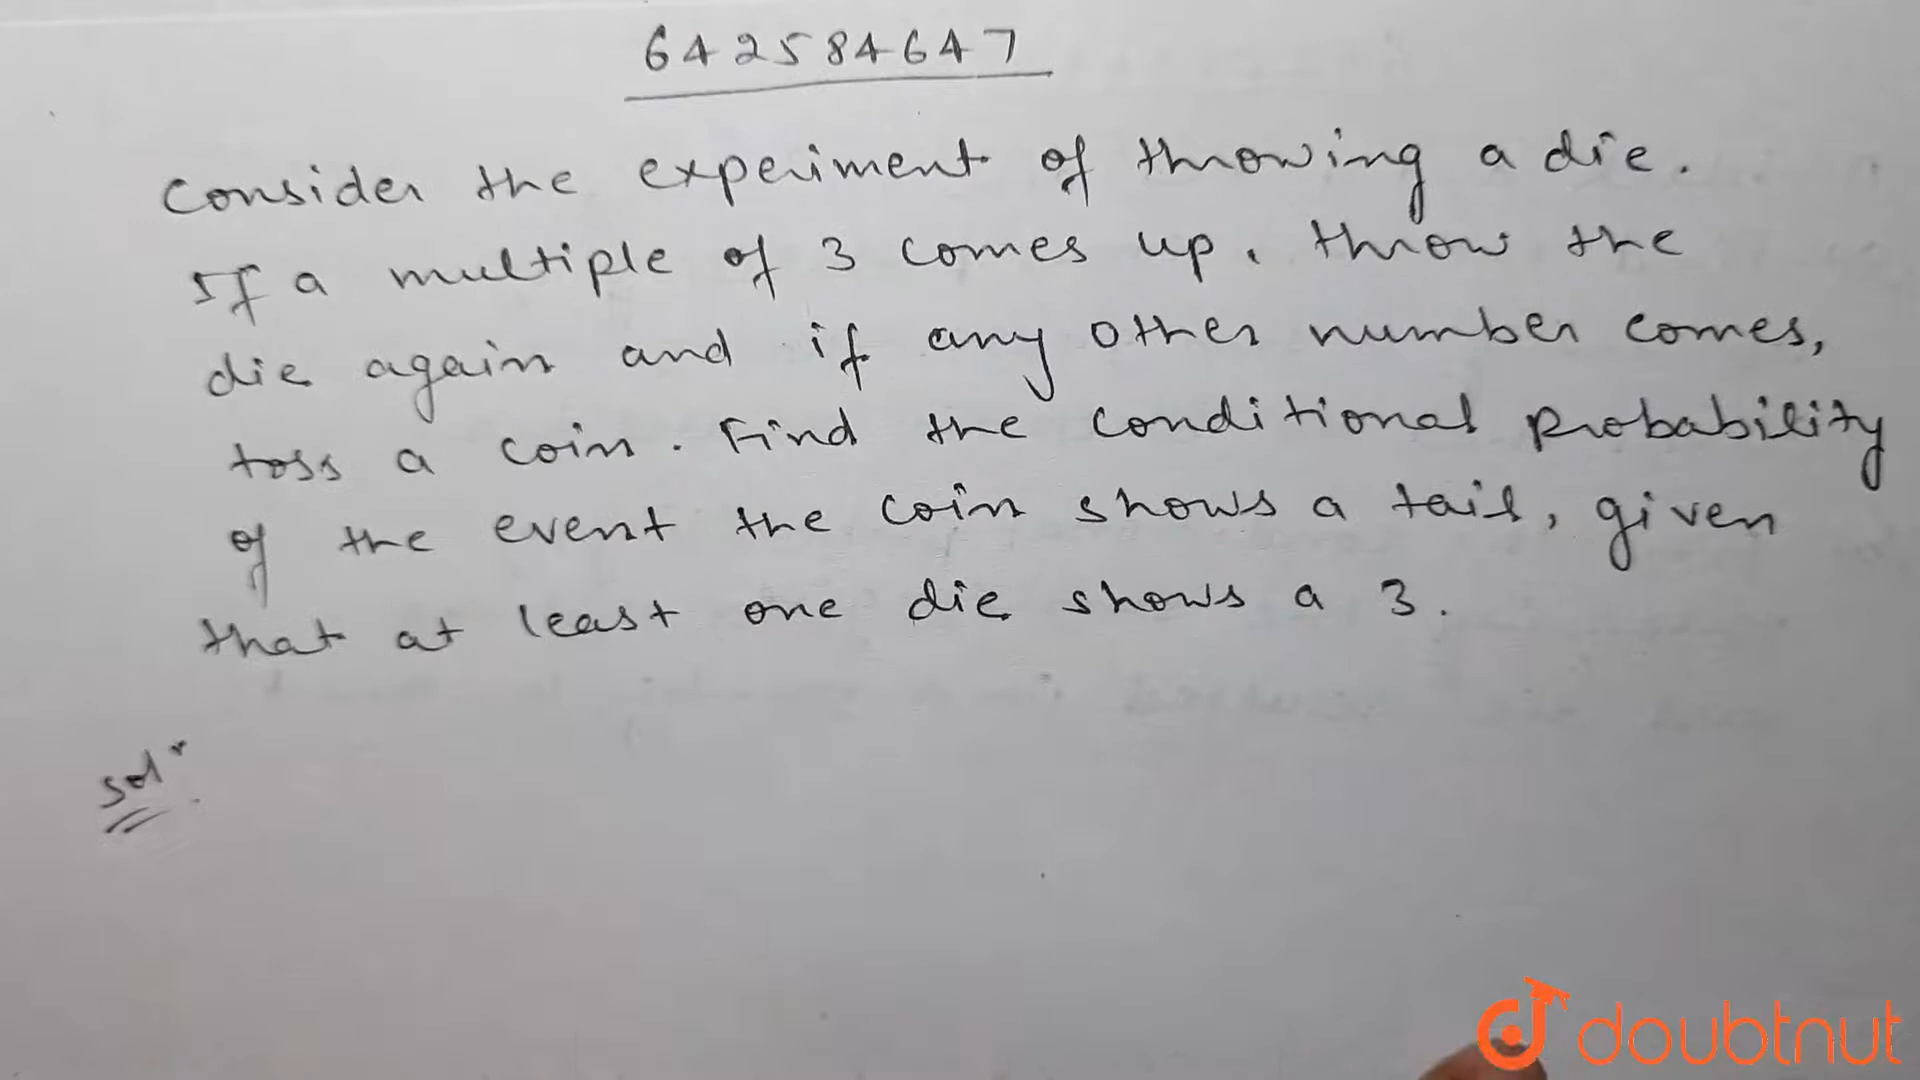 642584647
Consider the experiment of throwing a die.
If a multiple of 3 comes up, throw the
die again and if any other number comes,
toss a coin. Find the conditional probability
of the event the coin shows a tail, given
that at least one die shows a 3.
Sol
doubtnut